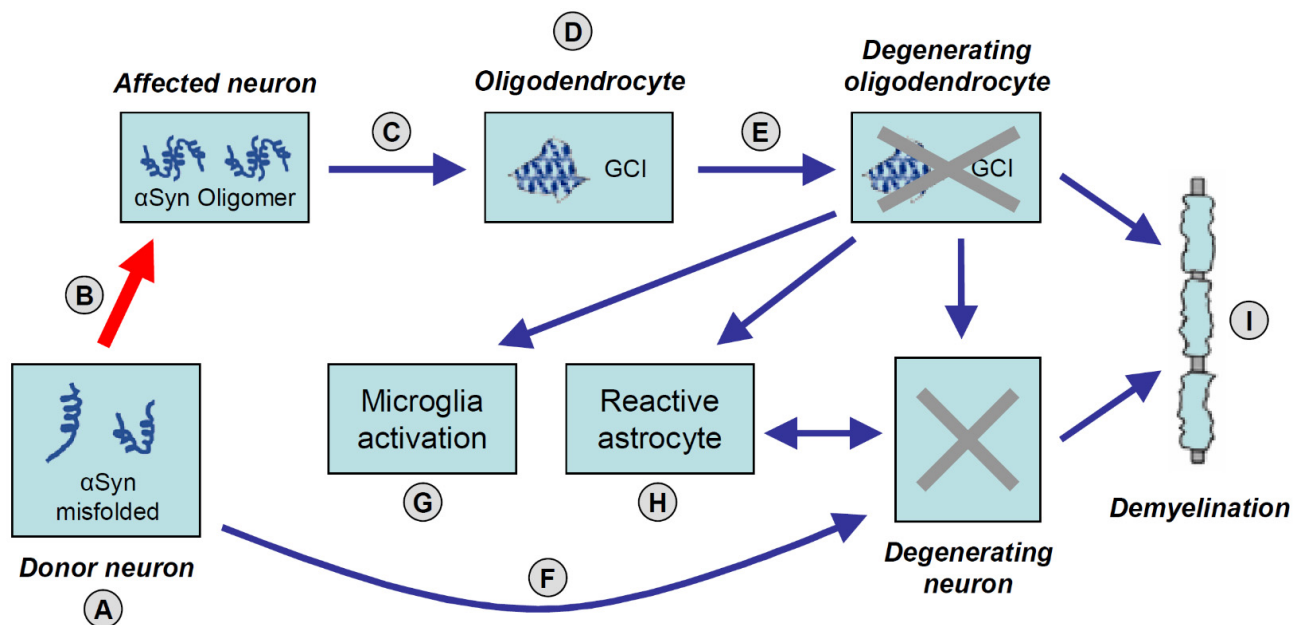 D
Affected neuron
Oligodendrocyte
Degenerating
oligodendrocyte
C
E
αSyn Oligomer
GCI
GCI
B
I
αSyn
misfolded
Microglia
activation
Reactive
astrocyte
G
H
Demyelination
Donor neuron
A
F
Degenerating
neuron